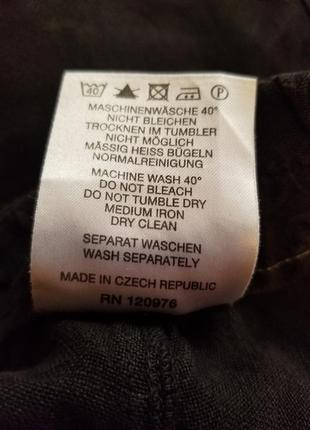 40 P
MASCHINENWÄSCHE 40°
NICHT BLEICHEN
TROCKNEN IM TUMBLER
NICHT MÖGLICH
MÄSSIG HEISS BÜGELN
NORMALREINIGUNG
MACHINE WASH 40°
DO NOT BLEACH
DO NOT TUMBLE DRY
MEDIUM IRON
DRY CLEAN
SEPARAT WASCHEN
WASH SEPARATELY
MADE IN CZECH REPUBLIC
RN 120976